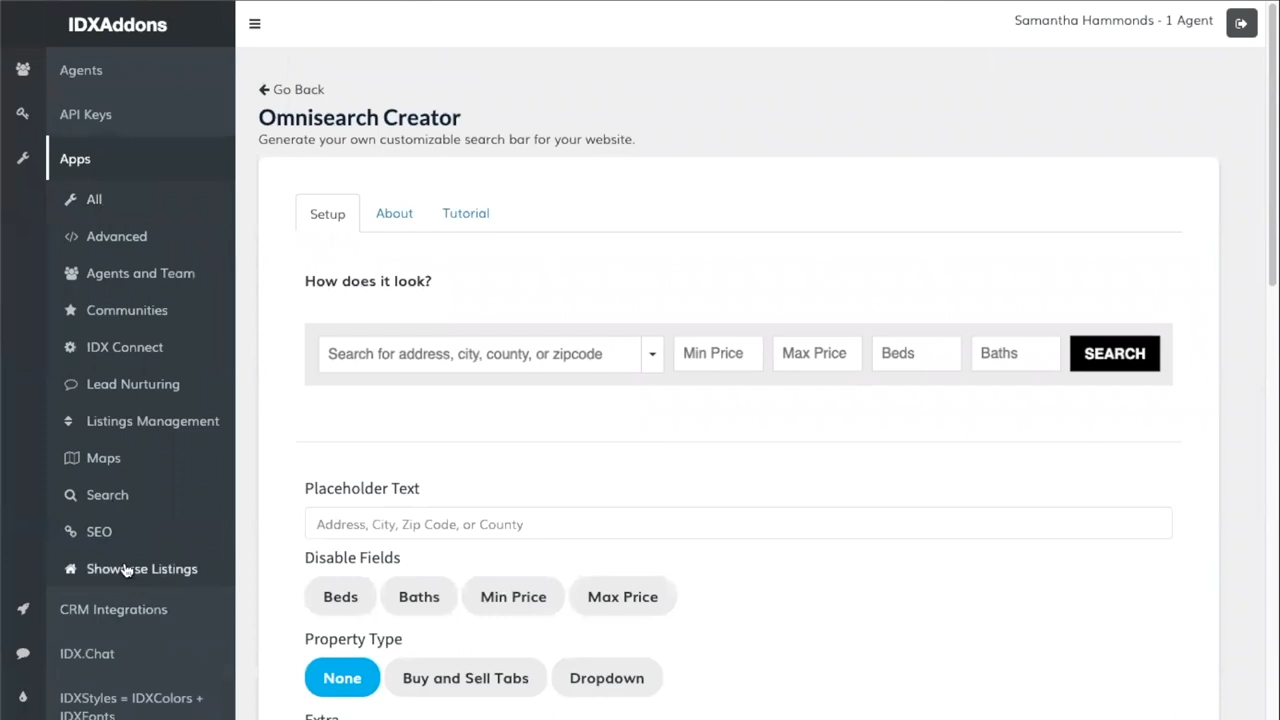 IDXAddons
Samantha Hammonds - 1 Agent
Agents
API Keys
Apps
All
Advanced
Agents and Team
Communities
IDX Connect
Lead Nurturing
Listings Management
Maps
Search
SEO
Showcase Listings
CRM Integrations
IDX.Chat
IDXStyles = IDXColors +
IDXFonts
Go Back
Omnisearch Creator
Generate your own customizable search bar for your website.
Setup About Tutorial
How does it look?
Search for address, city, county, or zipcode Min Price Max Price Beds Baths SEARCH
Placeholder Text
Address, City, Zip Code, or County
Disable Fields
Beds Baths Min Price Max Price
Property Type
None Buy and Sell Tabs Dropdown
Extra